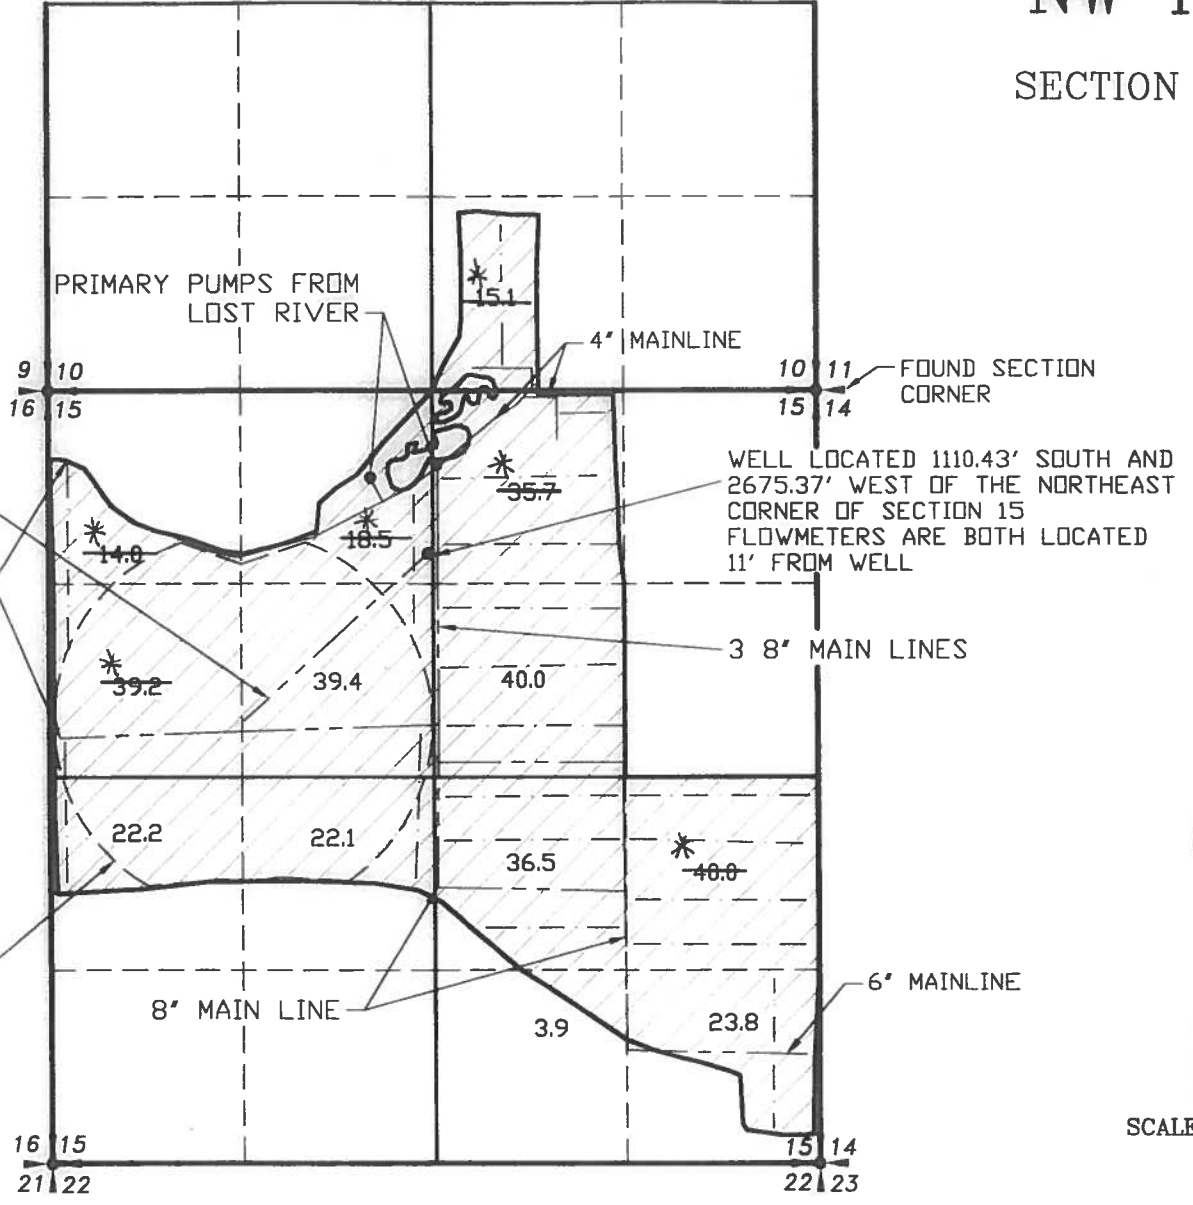 NW 1
SECTION
15.1
PRIMARY PUMPS FROM
LOST RIVER
4" MAINLINE
9 10
10 11
16 15
15 14
FOUND SECTION
CORNER
WELL LOCATED 1110.43' SOUTH AND
2675.37' WEST OF THE NORTHEAST
CORNER OF SECTION 15
FLOWMETERS ARE BOTH LOCATED
11' FROM WELL
35.7
14.0
18.5
3 8" MAIN LINES
39.2
39.4
40.0
22.2
22.1
36.5
40.0
6" MAINLINE
8" MAIN LINE
3.9
23.8
SCALE
16 15
15 14
21 22
22 23